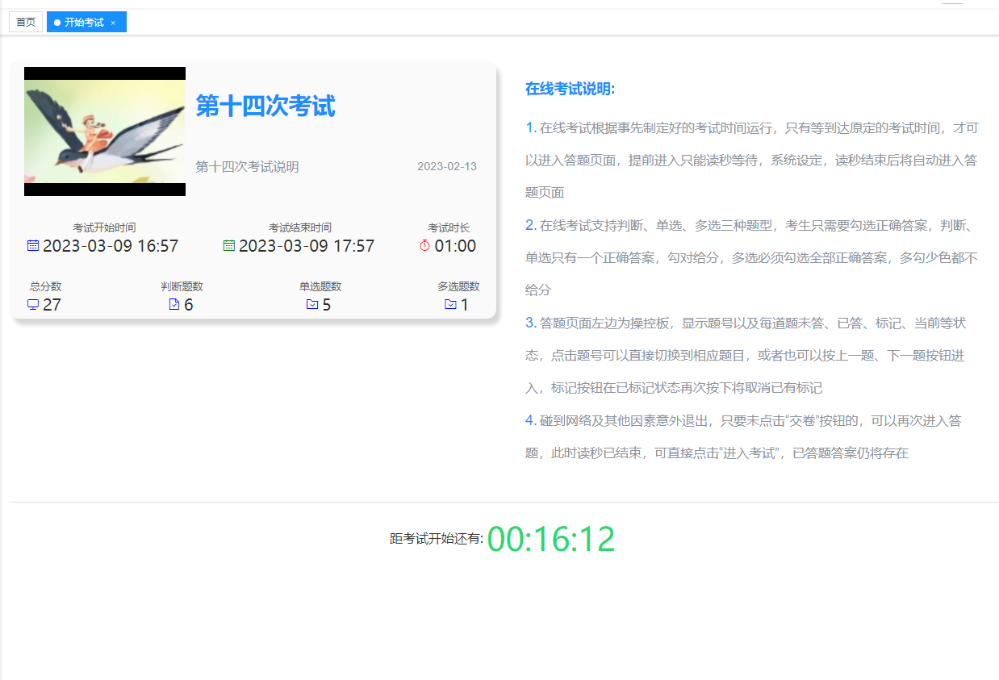 首页
开始考试 ×
第十四次考试
第十四次考试说明 2023-02-13
考试开始时间 考试结束时间 考试时长
2023-03-09 16:57 2023-03-09 17:57 01:00
总分数 判断题数 单选题数 多选题数
27 6 5 1
在线考试说明:
1. 在线考试根据事先制定好的考试时间运行，只有等到达原定的考试时间，才可
以进入答题页面，提前进入只能读秒等待，系统设定，读秒结束后将自动进入答
题页面
2. 在线考试支持判断、单选、多选三种题型，考生只需要勾选正确答案，判断、
单选只有一个正确答案，勾对给分，多选必须勾选全部正确答案，多勾少色都不
给分
3. 答题页面左边为操控板，显示题号以及每道题未答、已答、标记、当前等状
态，点击题号可以直接切换到相应题目，或者也可以按上一题、下一题按钮进
入，标记按钮在已标记状态再次按下将取消已有标记
4. 碰到网络及其他因素意外退出，只要未点击“交卷”按钮的，可以再次进入答
题，此时读秒已结束，可直接点击“进入考试”，已答题答案仍将存在
距考试开始还有: 00:16:12